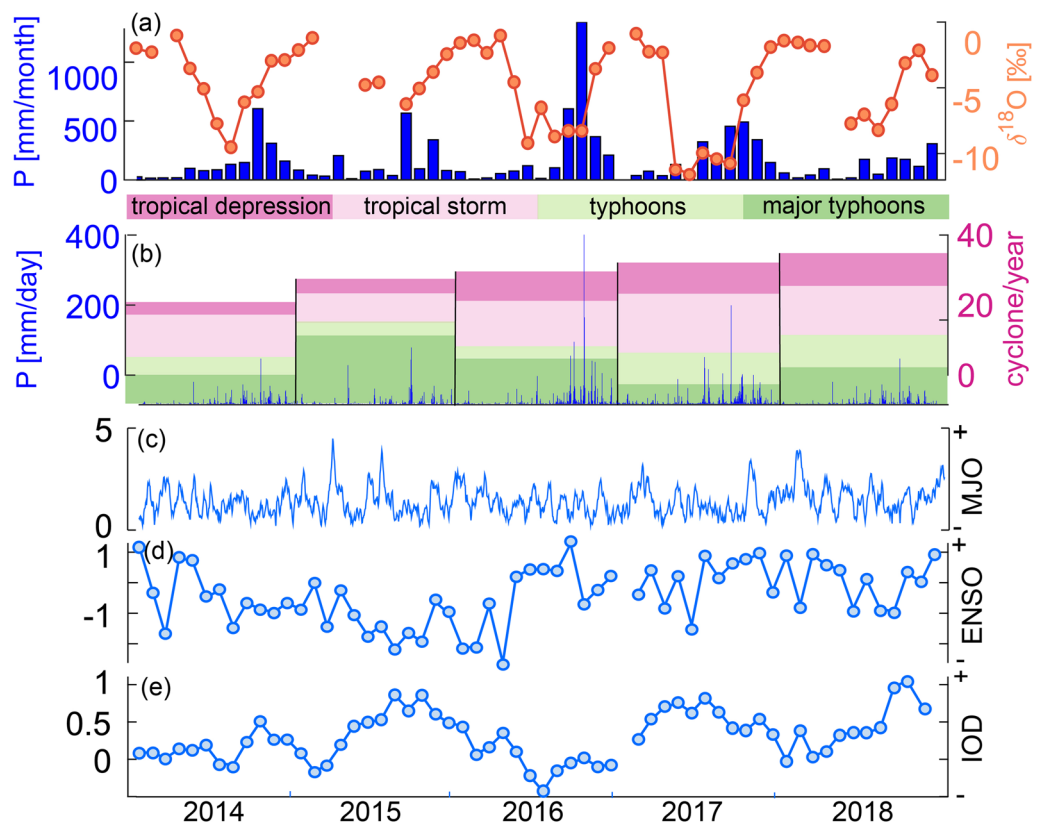 (a)
P [mm/month]
1000
500
0
0
-5
-10
δ¹⁸O [‰]
tropical depression tropical storm typhoons major typhoons
(b)
P [mm/day]
400
200
0
40
20
0
cyclone/year
(c)
5
0
+
-
MJO
(d)
1
-1
+
-
ENSO
(e)
1
0.5
0
+
-
IOD
2014 2015 2016 2017 2018